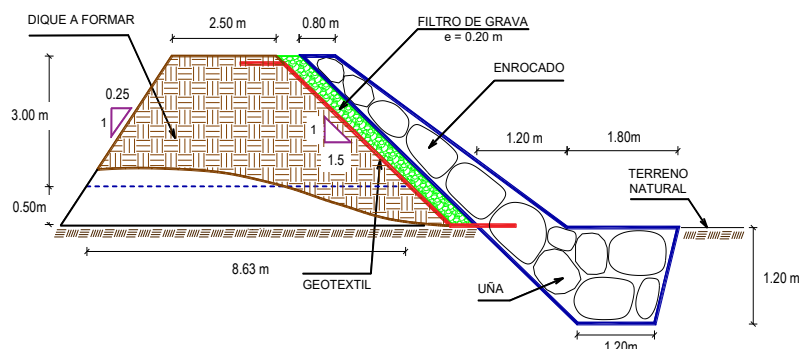 DIQUE A FORMAR
2.50 m
0.80 m
FILTRO DE GRAVA
e = 0.20 m
ENROCADO
0.25
1
3.00 m
1
1.5
1.20 m
1.80m
TERRENO
NATURAL
0.50m
8.63 m
GEOTEXTIL
UÑA
1.20 m
1.20m